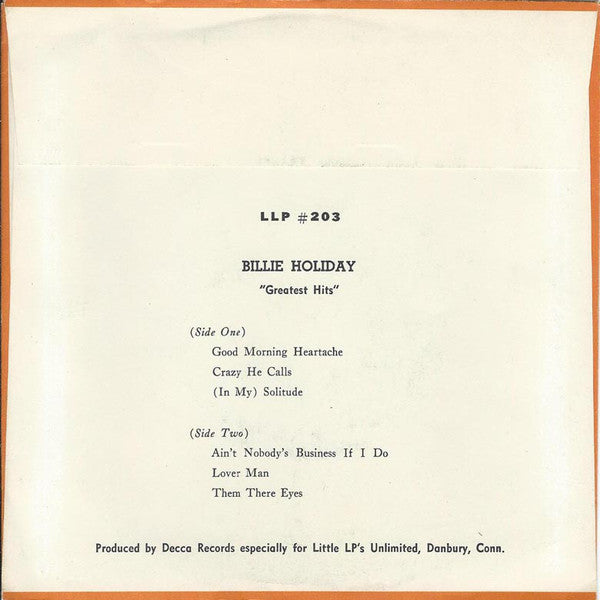 LLP #203
BILLIE HOLIDAY
"Greatest Hits"
(Side One)
Good Morning Heartache
Crazy He Calls
(In My) Solitude
(Side Two)
Ain't Nobody's Business If I Do
Lover Man
Them There Eyes
Produced by Decca Records especially for Little LP's Unlimited, Danbury, Conn.